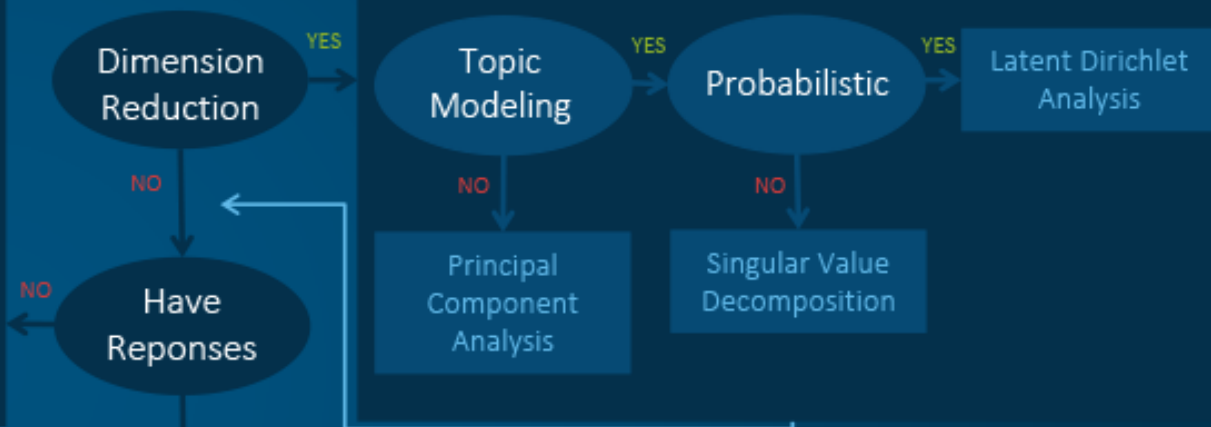 Dimension
Reduction
YES
Topic
Modeling
YES
Probabilistic
YES
Latent Dirichlet
Analysis
NO
NO
NO
Principal
Component
Analysis
Singular Value
Decomposition
NO
Have
Reponses